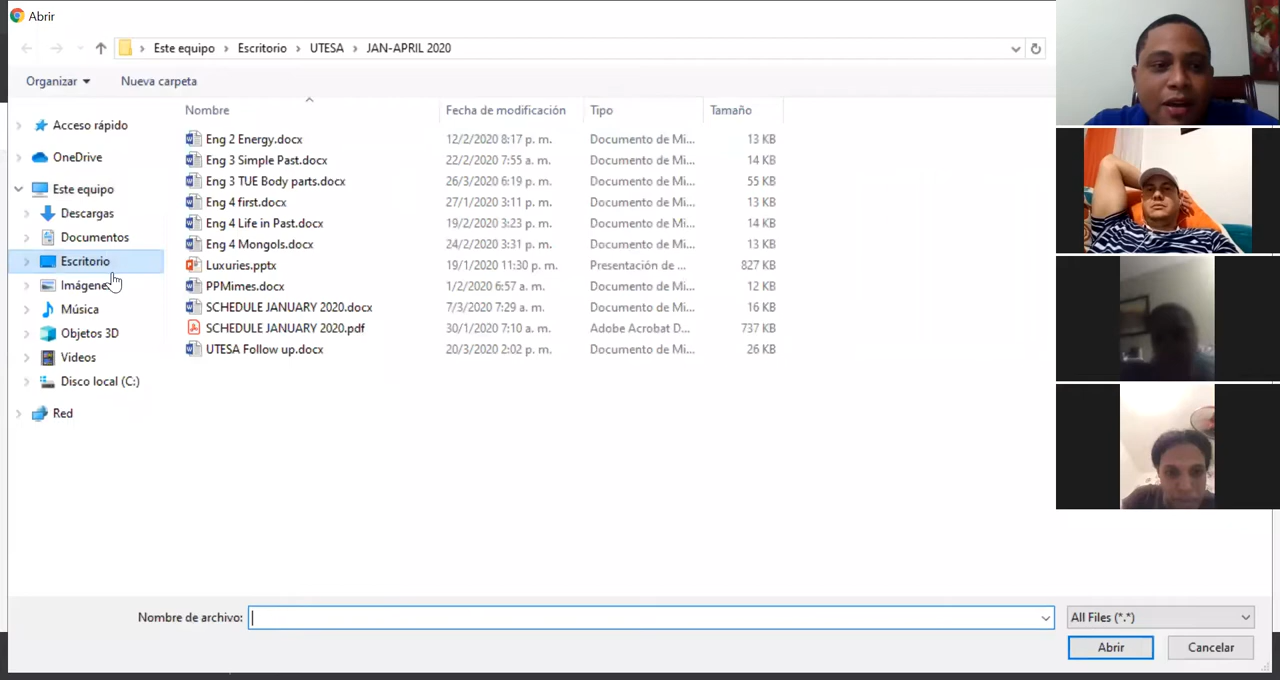 Abrir
Este equipo > Escritorio > UTESA > JAN-APRIL 2020
Organizar Nueva carpeta
Nombre Fecha de modificación Tipo Tamaño
Acceso rápido
OneDrive
Este equipo
Descargas
Documentos
Escritorio
Imágene
Música
Objetos 3D
Videos
Disco local (C:)
Red
Eng 2 Energy.docx 12/2/2020 8:17 p. m. Documento de Mi... 13 KB
Eng 3 Simple Past.docx 22/2/2020 7:55 a. m. Documento de Mi... 14 KB
Eng 3 TUE Body parts.docx 26/3/2020 6:19 p. m. Documento de Mi... 55 KB
Eng 4 first.docx 27/1/2020 3:11 p. m. Documento de Mi... 13 KB
Eng 4 Life in Past.docx 19/2/2020 3:23 p. m. Documento de Mi... 14 KB
Eng 4 Mongols.docx 24/2/2020 3:31 p. m. Documento de Mi... 13 KB
Luxuries.pptx 19/1/2020 11:30 p. m. Presentación de ... 827 KB
PPMimes.docx 1/2/2020 6:57 a. m. Documento de Mi... 12 KB
SCHEDULE JANUARY 2020.docx 7/3/2020 7:29 a. m. Documento de Mi... 16 KB
SCHEDULE JANUARY 2020.pdf 30/1/2020 7:10 a. m. Adobe Acrobat D... 737 KB
UTESA Follow up.docx 20/3/2020 2:02 p. m. Documento de Mi... 26 KB
Nombre de archivo: All Files (*.*)
Abrir Cancelar